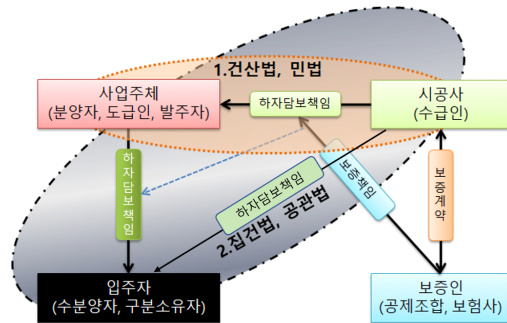 1.건산법, 민법
사업주체
(분양자, 도급인, 발주자)
하자담보책임
시공사
(수급인)
하자담보책임
하자담보책임
보증책임
보증계약
2.집건법, 공관법
입주자
(수분양자, 구분소유자)
보증인
(공제조합, 보험사)